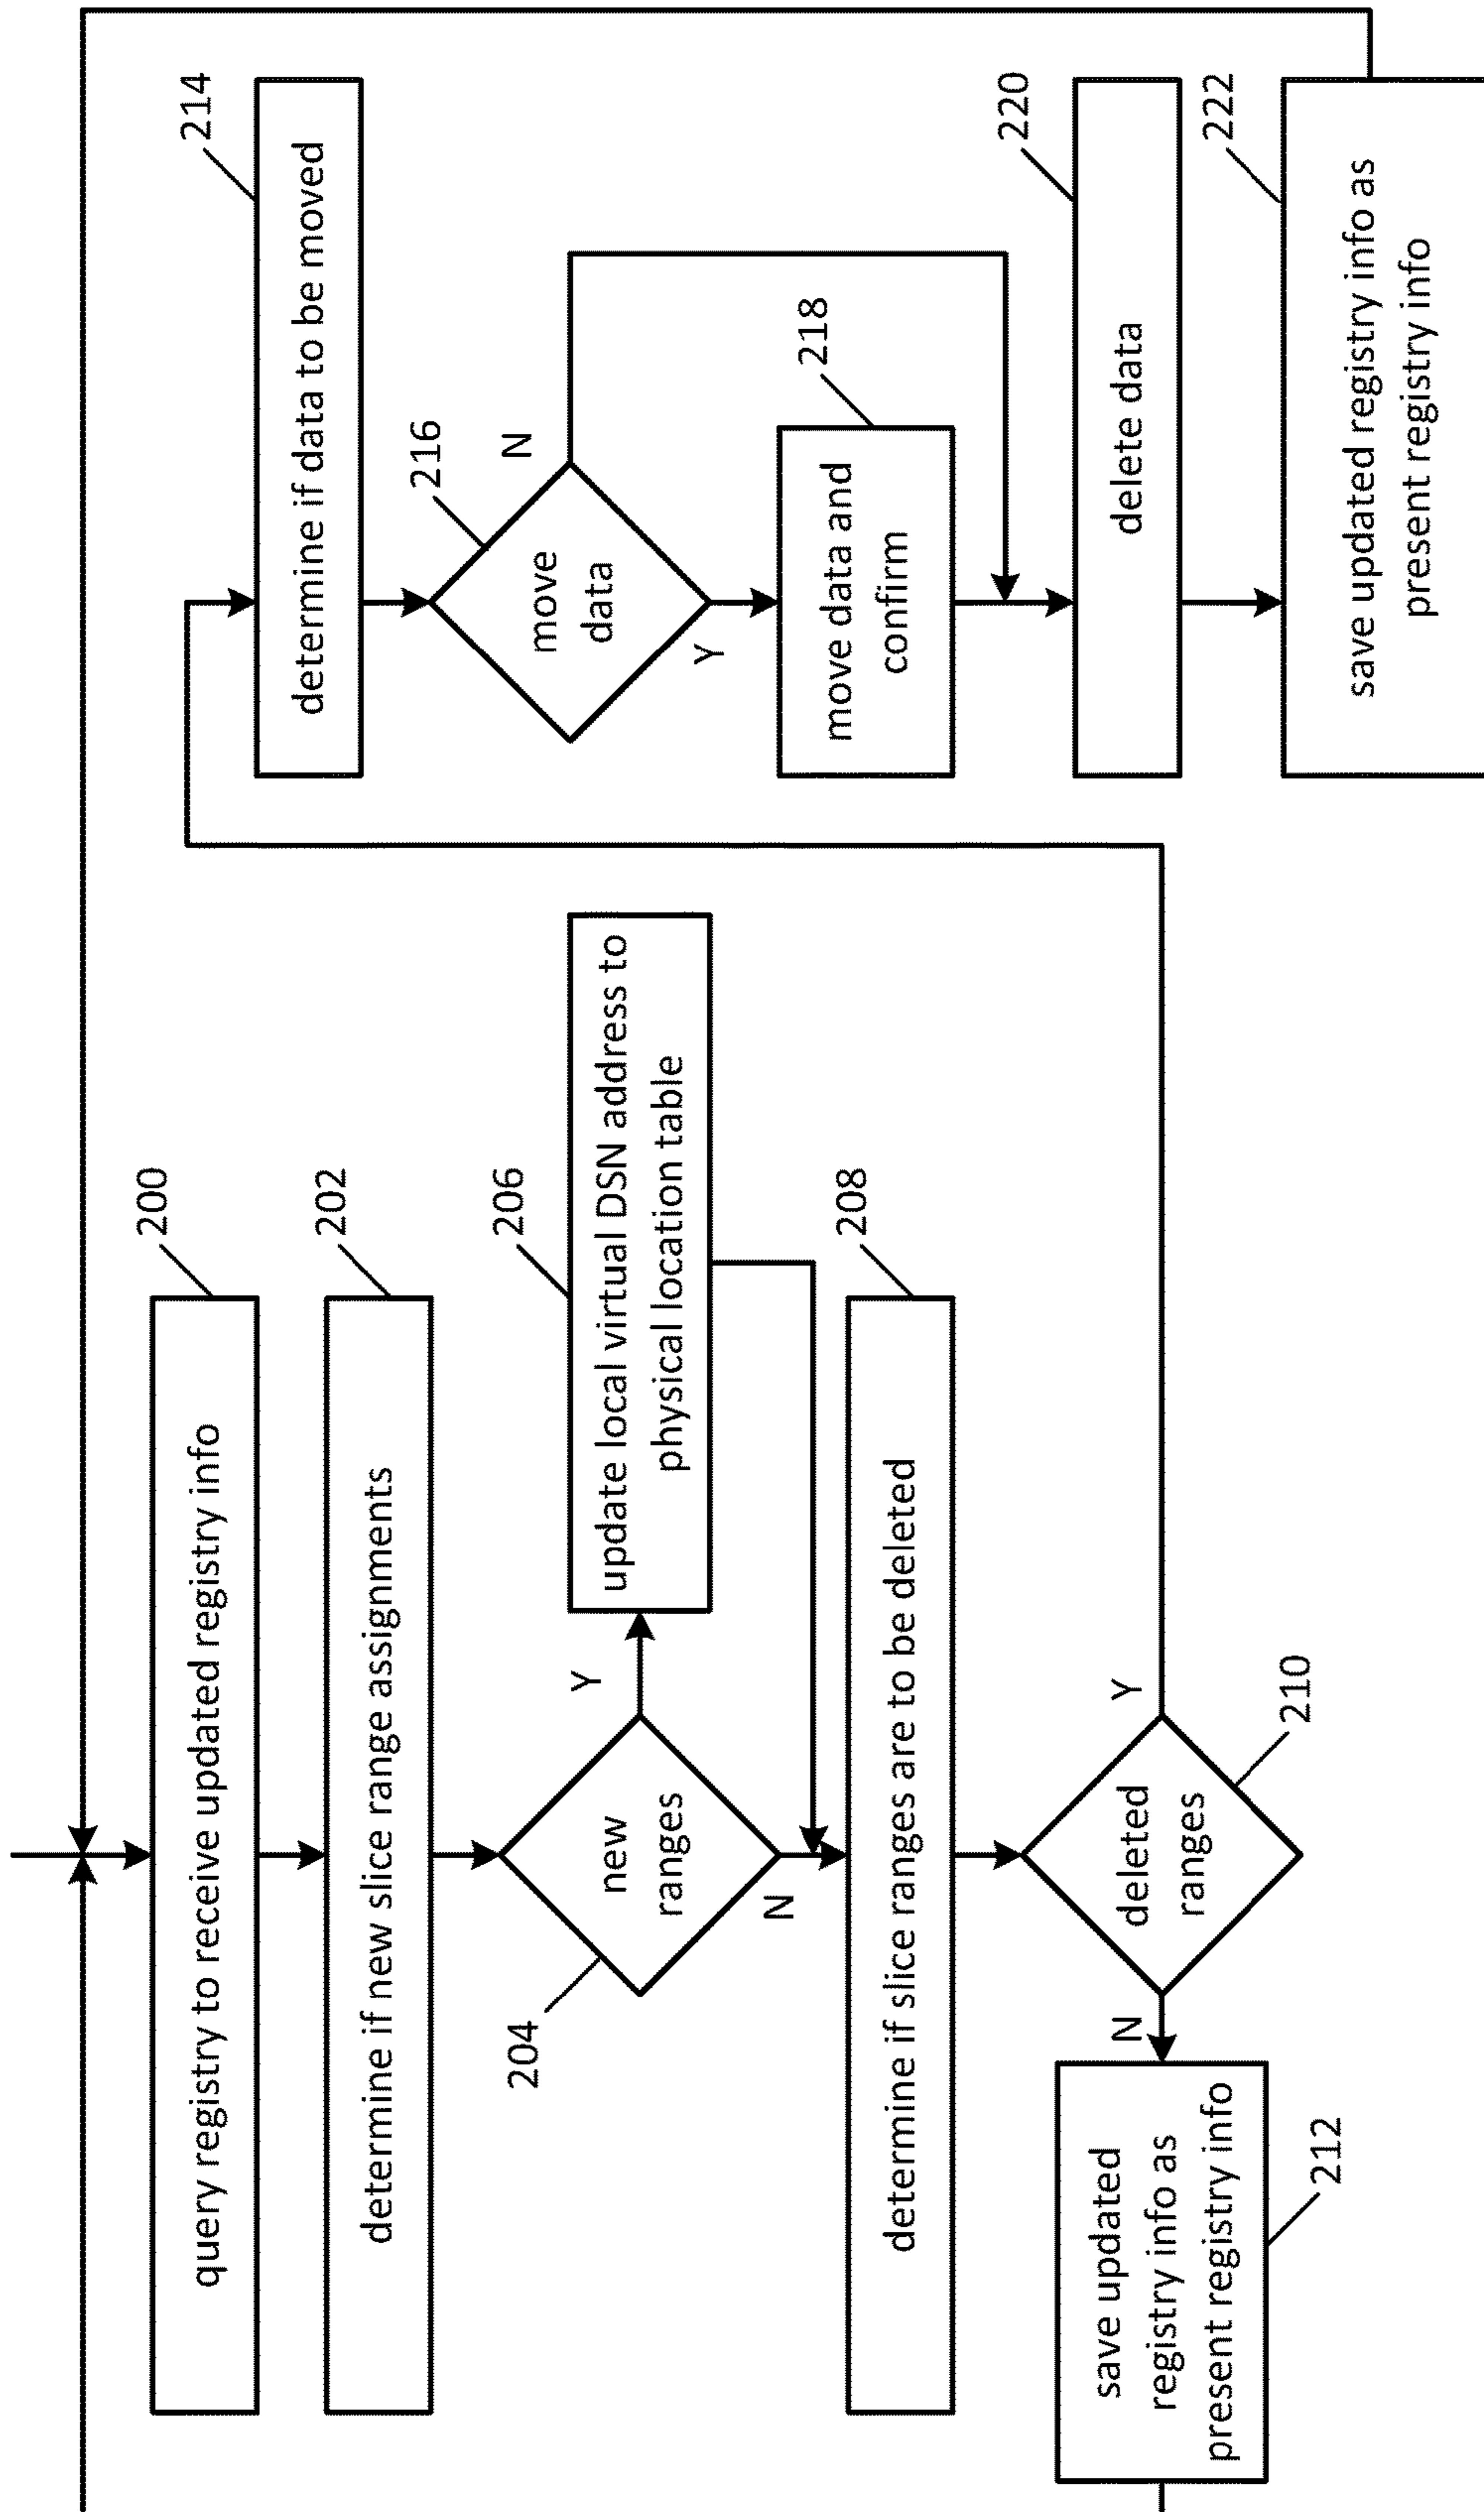 200
query registry to receive updated registry info
202
determine if new slice range assignments
204
new
ranges
Y
N
206
update local virtual DSN address to
physical location table
208
determine if slice ranges are to be deleted
210
deleted
ranges
N
Y
save updated
registry info as
present registry info
212
214
determine if data to be moved
216
move
data
N
Y
218
move data and
confirm
220
delete data
222
save updated registry info as
present registry info